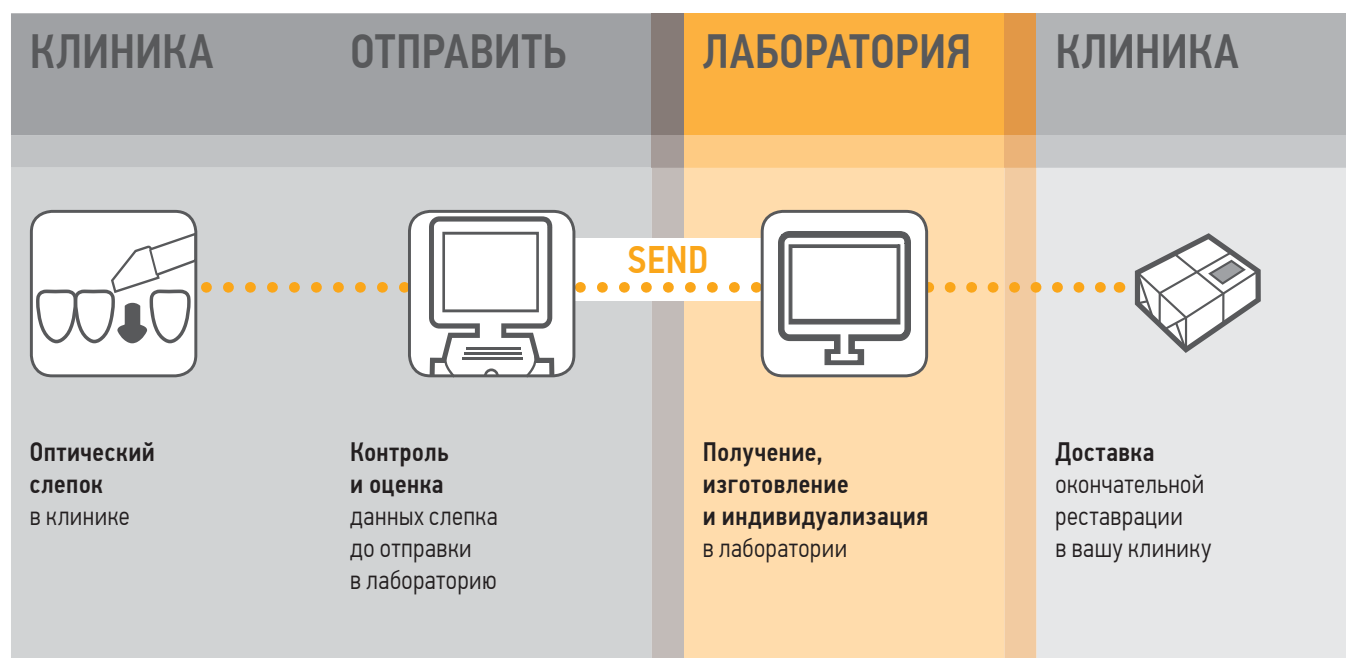 КЛИНИКА
ОТПРАВИТЬ
ЛАБОРАТОРИЯ
КЛИНИКА
SEND
Оптический
слепок
в клинике
Контроль
и оценка
данных слепка
до отправки
в лабораторию
Получение,
изготовление
и индивидуализация
в лаборатории
Доставка
окончательной
реставрации
в вашу клинику